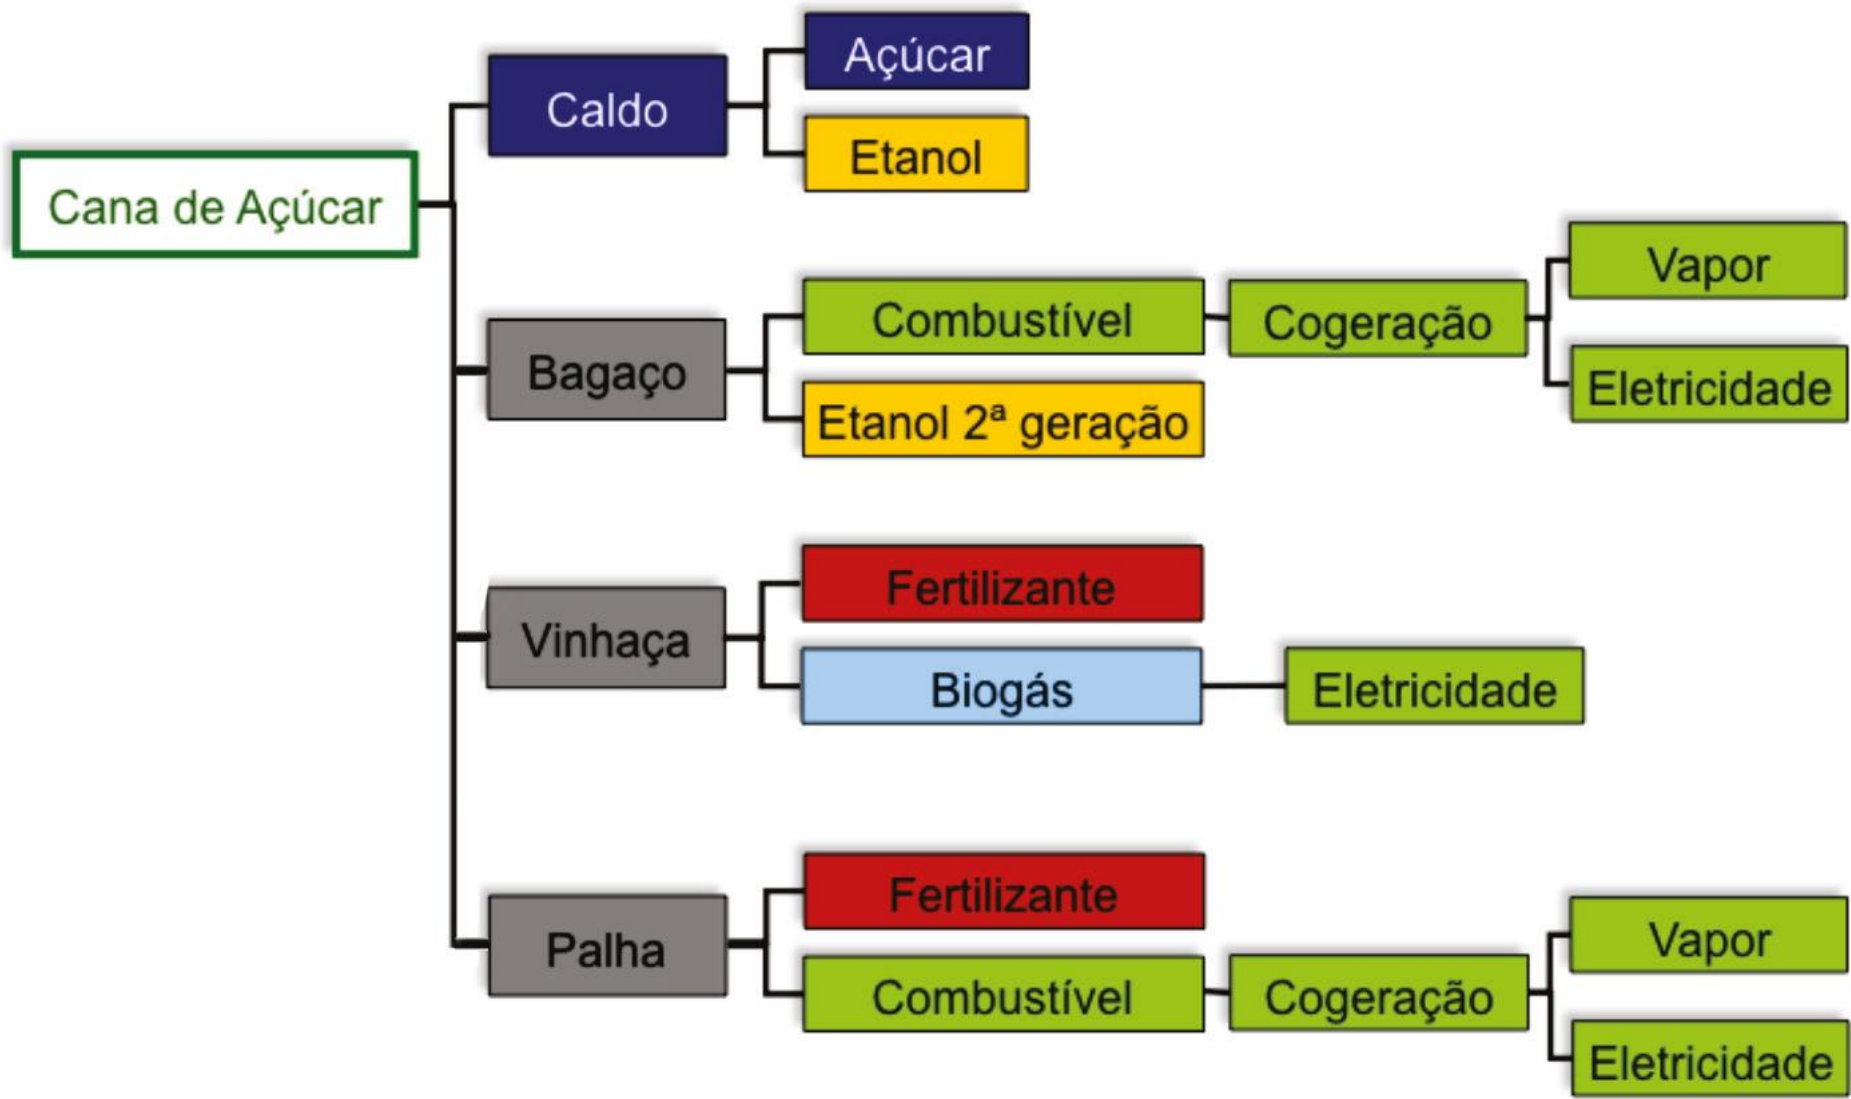 Cana de Açúcar
Caldo
Açúcar
Etanol
Bagaço
Combustível
Cogeração
Vapor
Eletricidade
Etanol 2ª geração
Vinhaça
Fertilizante
Biogás
Eletricidade
Palha
Fertilizante
Combustível
Cogeração
Vapor
Eletricidade